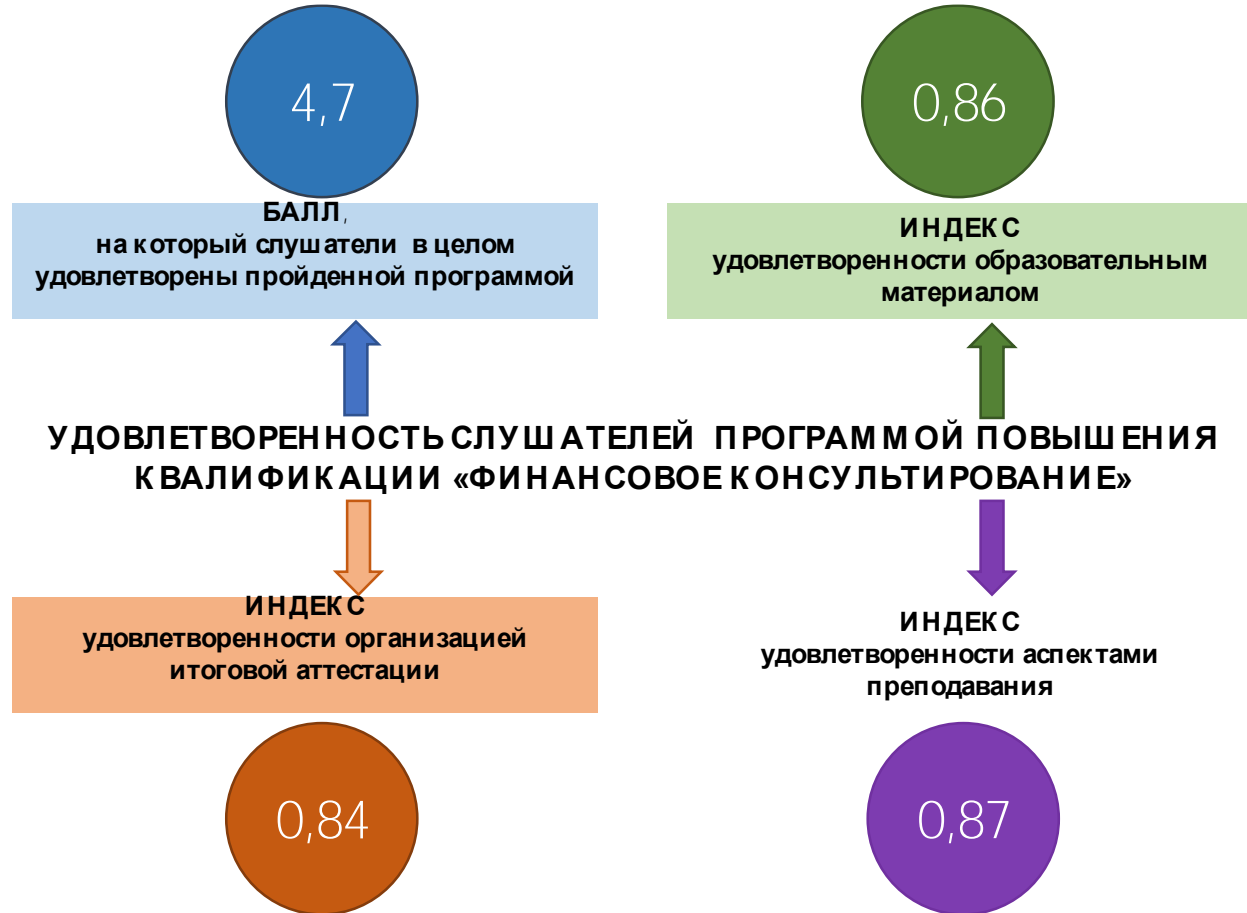 4,7
БАЛЛ,
на который слушатели в целом
удовлетворены пройденной программой
0,86
ИНДЕКС
удовлетворенности образовательным
материалом
УДОВЛЕТВОРЕННОСТЬ СЛУШАТЕЛЕЙ ПРОГРАММОЙ ПОВЫШЕНИЯ
КВАЛИФИКАЦИИ «ФИНАНСОВОЕ КОНСУЛЬТИРОВАНИЕ»
ИНДЕКС
удовлетворенности организацией
итоговой аттестации
0,84
ИНДЕКС
удовлетворенности аспектами
преподавания
0,87